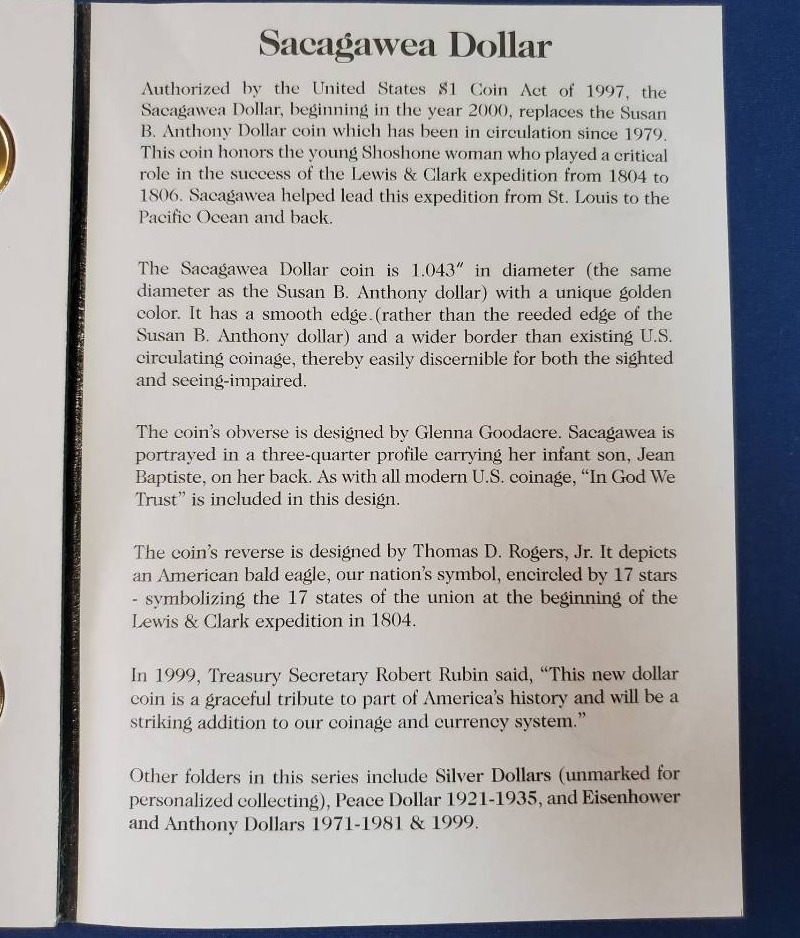 Sacagawea Dollar
Authorized by the United States $1 Coin Act of 1997, the
Sacagawea Dollar, beginning in the year 2000, replaces the Susan
B. Anthony Dollar coin which has been in circulation since 1979.
This coin honors the young Shoshone woman who played a critical
role in the success of the Lewis & Clark expedition from 1804 to
1806. Sacagawea helped lead this expedition from St. Louis to the
Pacific Ocean and back.
The Sacagawea Dollar coin is 1.043" in diameter (the same
diameter as the Susan B. Anthony dollar) with a unique golden
color. It has a smooth edge.(rather than the reeded edge of the
Susan B. Anthony dollar) and a wider border than existing U.S.
circulating coinage, thereby easily discernible for both the sighted
and seeing-impaired.
The coin's obverse is designed by Glenna Goodacre. Sacagawea is
portrayed in a three-quarter profile carrying her infant son, Jean
Baptiste, on her back. As with all modern U.S. coinage, "In God We
Trust" is included in this design.
The coin's reverse is designed by Thomas D. Rogers, Jr. It depicts
an American bald eagle, our nation's symbol, encircled by 17 stars
- symbolizing the 17 states of the union at the beginning of the
Lewis & Clark expedition in 1804.
In 1999, Treasury Secretary Robert Rubin said, "This new dollar
coin is a graceful tribute to part of America's history and will be a
striking addition to our coinage and currency system."
Other folders in this series include Silver Dollars (unmarked for
personalized collecting), Peace Dollar 1921-1935, and Eisenhower
and Anthony Dollars 1971-1981 & 1999.